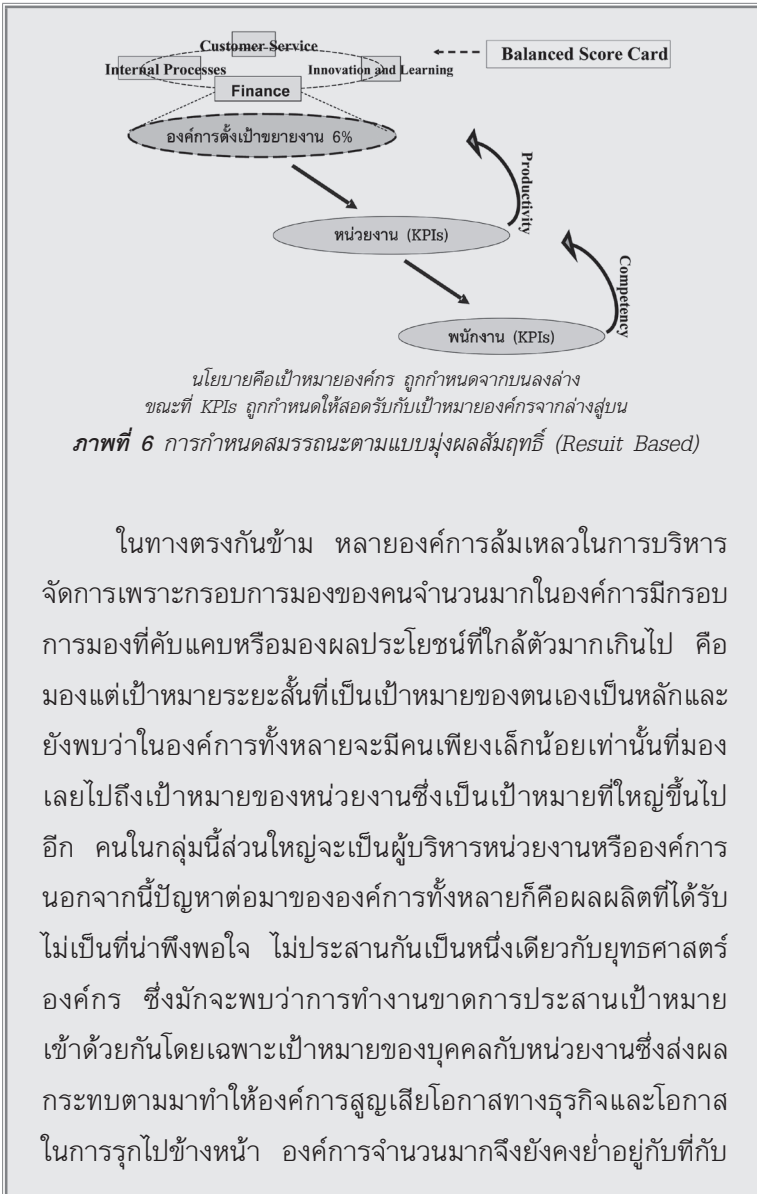 Customer Service
Balanced Score Card
Internal Processes
Innovation and Learning
Finance
องค์การตั้งเป้าขยายงาน 6%
Productivity
หน่วยงาน (KPIs)
Competency
พนักงาน (KPIs)
นโยบายคือเป้าหมายองค์กร ถูกกำหนดจากบนลงล่าง
ขณะที่ KPIs ถูกกำหนดให้สอดรับกับเป้าหมายองค์กรจากล่างสู่บน
ภาพที่ 6 การกำหนดสมรรถนะตามแบบมุ่งผลสัมฤทธิ์ (Resuit Based)
ในทางตรงกันข้าม หลายองค์การล้มเหลวในการบริหาร
จัดการเพราะกรอบการมองของคนจำนวนมากในองค์การมีกรอบ
การมองที่คับแคบหรือมองผลประโยชน์ที่ใกล้ตัวมากเกินไป คือ
มองแต่เป้าหมายระยะสั้นที่เป็นเป้าหมายของตนเองเป็นหลักและ
ยังพบว่าในองค์การทั้งหลายจะมีคนเพียงเล็กน้อยเท่านั้นที่มอง
เลยไปถึงเป้าหมายของหน่วยงานซึ่งเป็นเป้าหมายที่ใหญ่ขึ้นไป
อีก คนในกลุ่มนี้ส่วนใหญ่จะเป็นผู้บริหารหน่วยงานหรือองค์การ
นอกจากนี้ปัญหาต่อมาขององค์การทั้งหลายก็คือผลผลิตที่ได้รับ
ไม่เป็นที่น่าพึงพอใจ ไม่ประสานกันเป็นหนึ่งเดียวกับยุทธศาสตร์
องค์กร ซึ่งมักจะพบว่าการทำงานขาดการประสานเป้าหมาย
เข้าด้วยกันโดยเฉพาะเป้าหมายของบุคคลกับหน่วยงานซึ่งส่งผล
กระทบตามมาทำให้องค์การสูญเสียโอกาสทางธุรกิจและโอกาส
ในการรุกไปข้างหน้า องค์การจำนวนมากจึงยังคงย่ำอยู่กับที่กับ